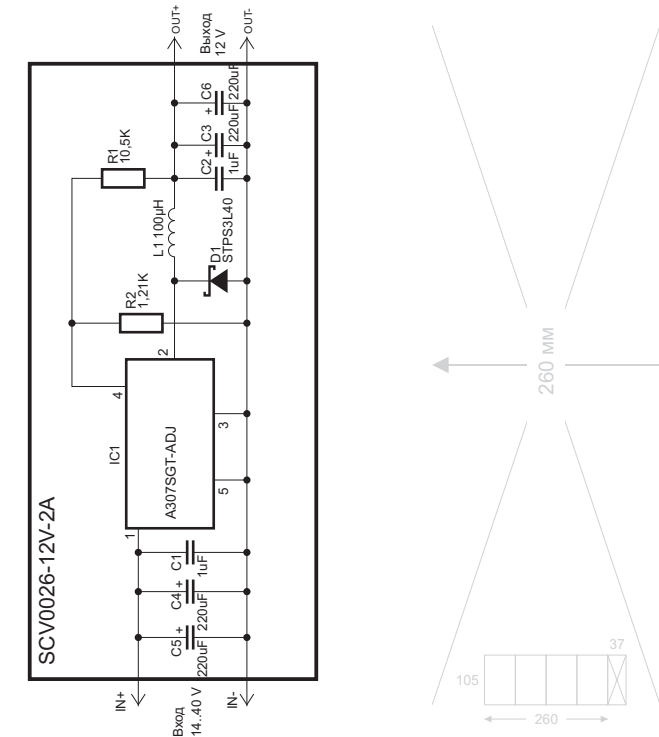 SCV0026-12V-2A
IN+
Вход
14..40 V
IN-
C5 +
220uF
C4 +
220uF
C1
1uF
1
IC1
A307SGT-ADJ
4
2
5
3
R2
1,21K
D1
STPS3L40
L1 100µH
R1
10,5K
C2
1uF
+ C3
220uF
+ C6
220uF
OUT+
Выход
12 V
OUT-
260 мм
37
105
260